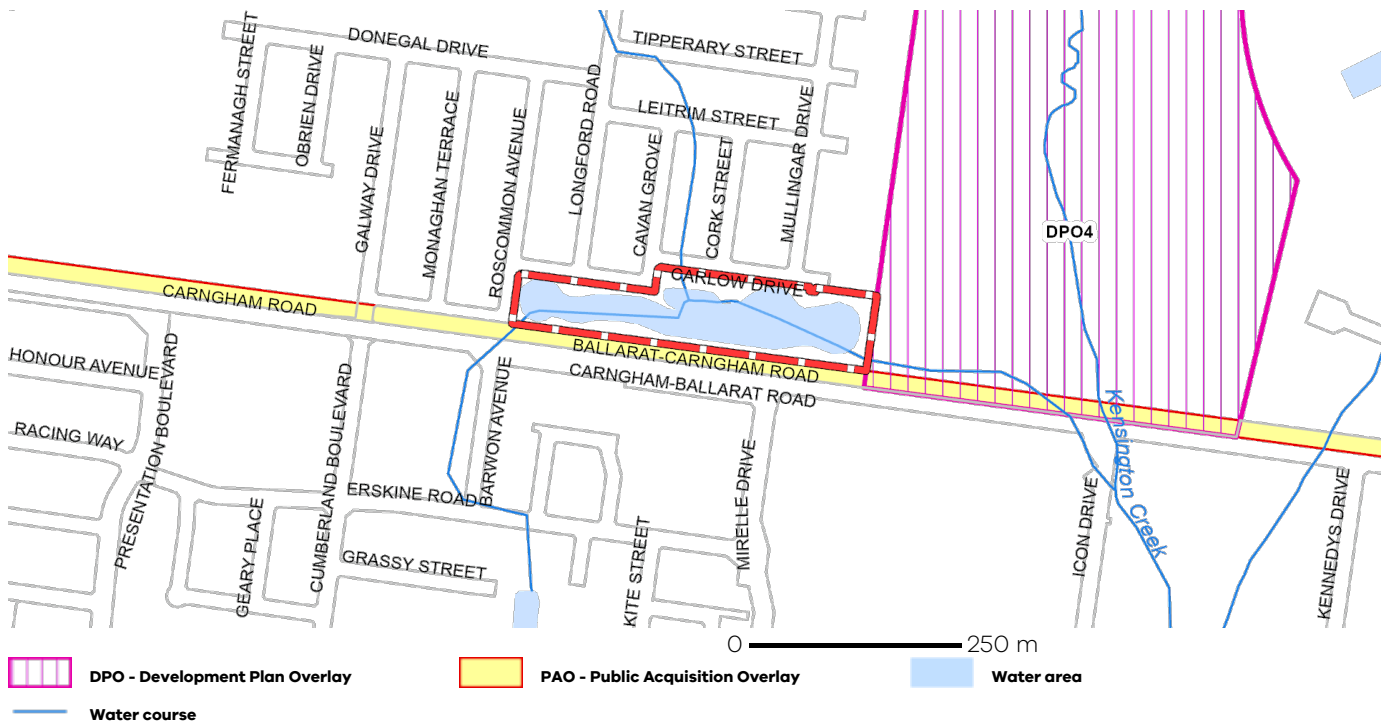 DONEGAL DRIVE
TIPPERARY STREET
FERMANAGH STREET
OBRIEN DRIVE
LONGFORD ROAD
LEITRIM STREET
MULLINGAR DRIVE
MONAGHAN TERRACE
ROSCOMMON AVENUE
GALWAY DRIVE
CAVAN GROVE
CORK STREET
DPO4
CARLOW DRIVE
CARNGHAM ROAD
BALLARAT-CARNGHAM ROAD
CARNGHAM-BALLARAT ROAD
HONOUR AVENUE
PRESENTATION BOULEVARD
CUMBERLAND BOULEVARD
BARWON AVENUE
RACING WAY
Kensington Creek
MIRELLE DRIVE
ERSKINE ROAD
ICON DRIVE
KENNEDYS DRIVE
GEARY PLACE
GRASSY STREET
KITE STREET
0 250 m
DPO - Development Plan Overlay
PAO - Public Acquisition Overlay
Water area
Water course